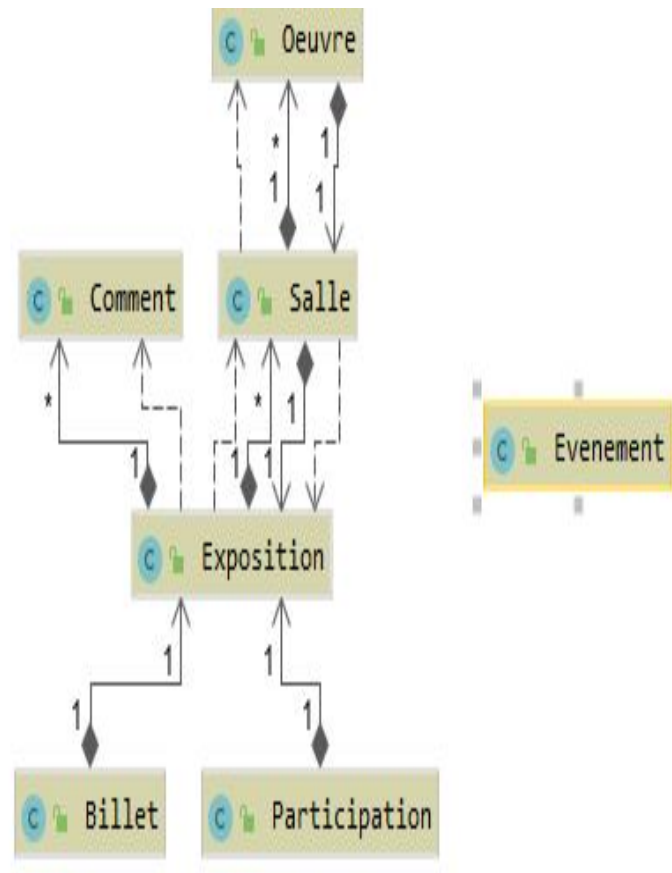 C Oeuvre
*
1
1
1
C Comment
C Salle
*
*
1
C Evenement
1
1
1
C Exposition
1
1
1
1
C Billet
C Participation